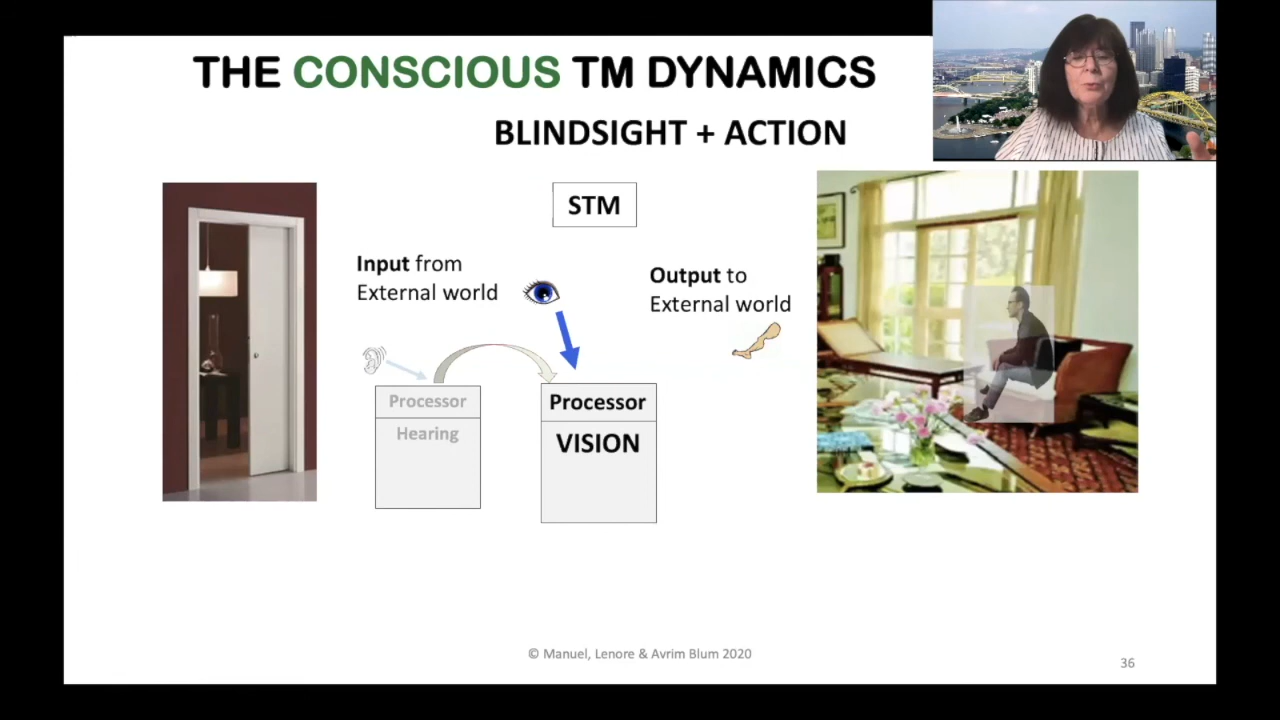 THE CONSCIOUS TM DYNAMICS
BLINDSIGHT + ACTION
STM
Input from
External world
Output to
External world
Processor
Hearing
Processor
VISION
© Manuel, Lenore & Avrim Blum 2020
36